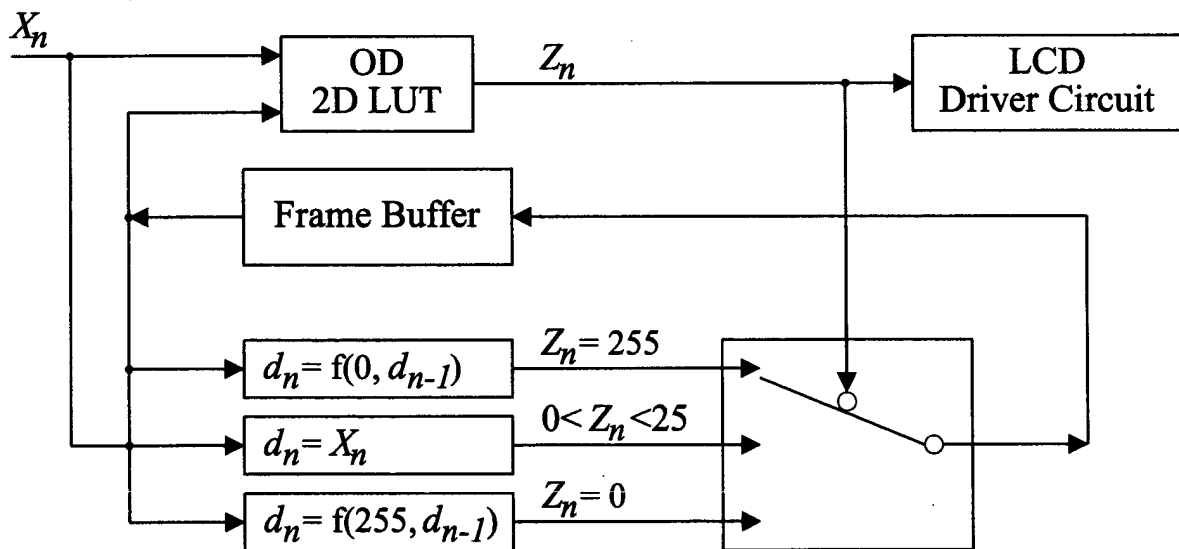 Xn
OD
2D LUT
Zn
LCD
Driver Circuit
Frame Buffer
dn = f(0, dn-1)
Zn = 255
dn = Xn
0< Zn <25
dn = f(255, dn-1)
Zn = 0